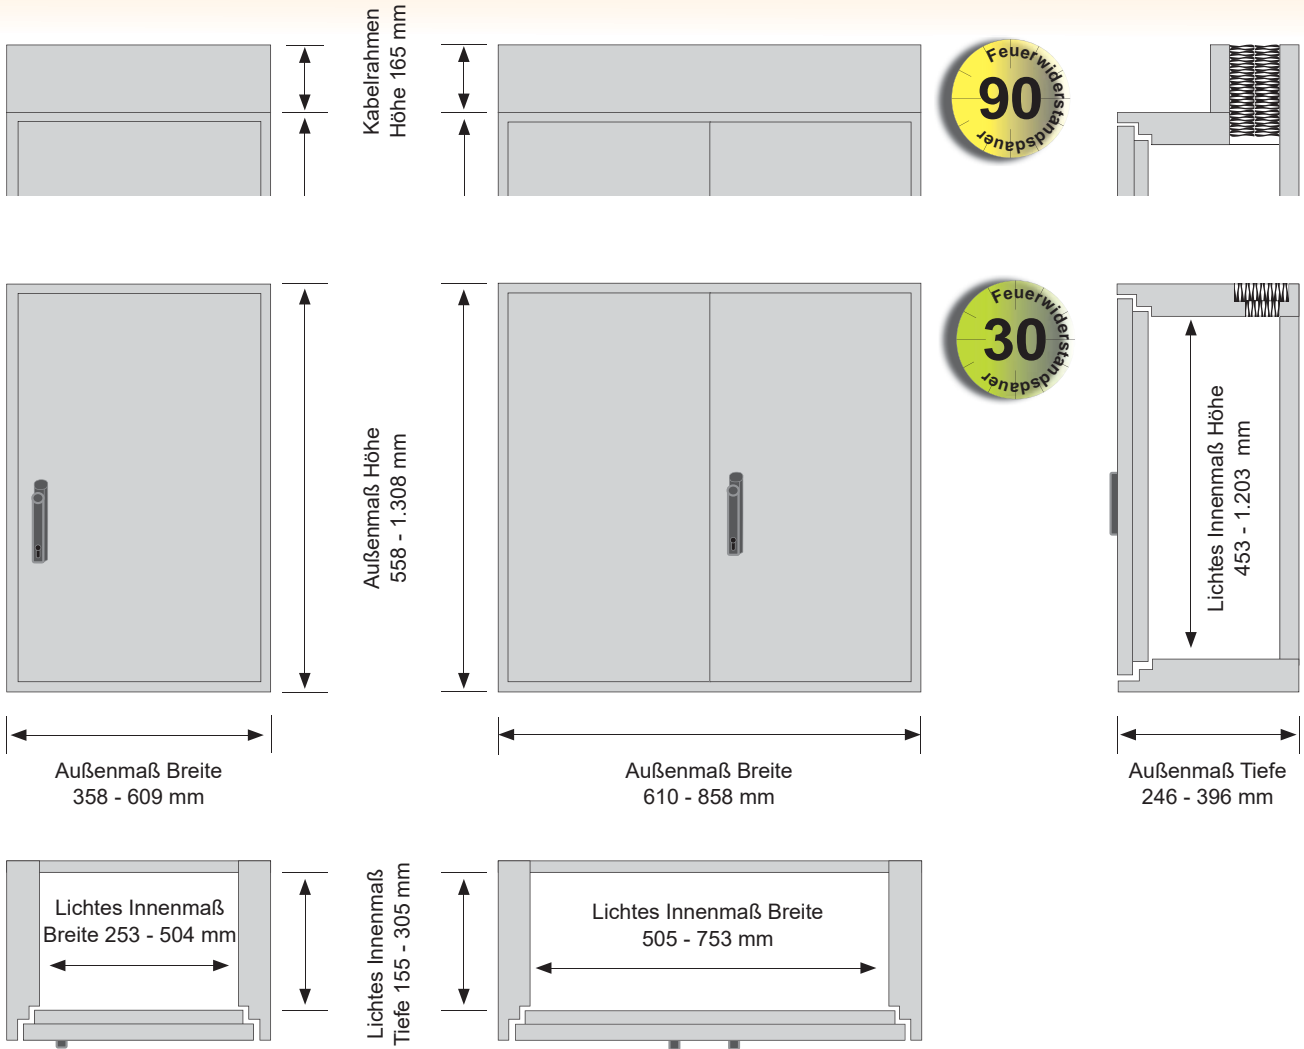 Kabelrahmen
Höhe 165 mm
Feuerwiderstandsdauer
90
Feuerwiderstandsdauer
30
Außenmaß Höhe
558 - 1.308 mm
Lichtes Innenmaß Höhe
453 - 1.203 mm
Außenmaß Breite
358 - 609 mm
Außenmaß Breite
610 - 858 mm
Außenmaß Tiefe
246 - 396 mm
Lichtes Innenmaß
Breite 253 - 504 mm
Lichtes Innenmaß
Tiefe 155 - 305 mm
Lichtes Innenmaß Breite
505 - 753 mm